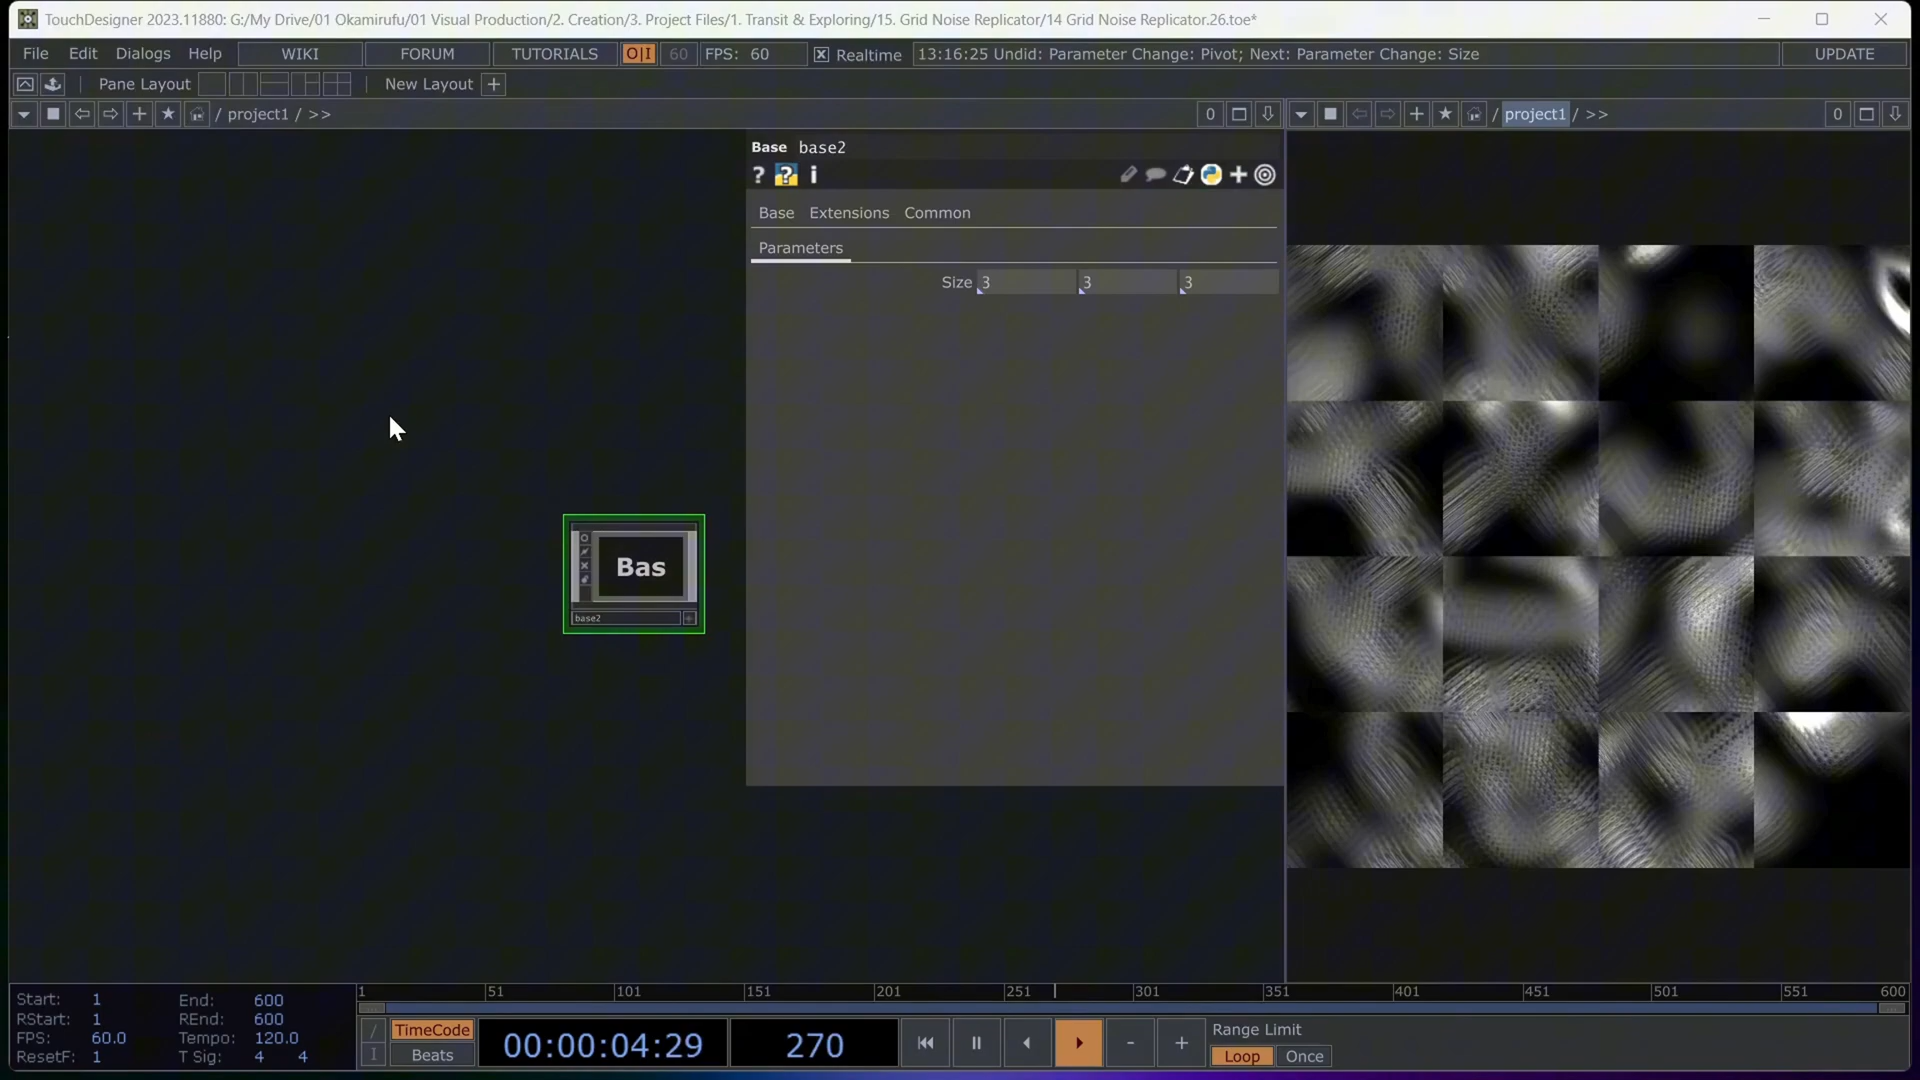 TouchDesigner 2023.11880: G:/My Drive/01 Okamirufu/01 Visual Production/2. Creation/3. Project Files/1. Transit & Exploring/15. Grid Noise Replicator/14 Grid Noise Replicator.26.toe*
File Edit Dialogs Help WIKI FORUM TUTORIALS O|I 60 FPS: 60 Realtime 13:16:25 Undid: Parameter Change: Pivot; Next: Parameter Change: Size UPDATE
Pane Layout New Layout +
/ project1 / >> 0 / project1 / >> 0
Base base2
? ? i
Base Extensions Common
Parameters
Size 3 3 3
Bas
base2
1 51 101 151 201 251 301 351 401 451 501 551 600
Start: 1 End: 600
RStart: 1 REnd: 600
FPS: 60.0 Tempo: 120.0
ResetF: 1 T Sig: 4 4
/ TimeCode
I Beats
00:00:04:29 270 - +
Range Limit
Loop Once